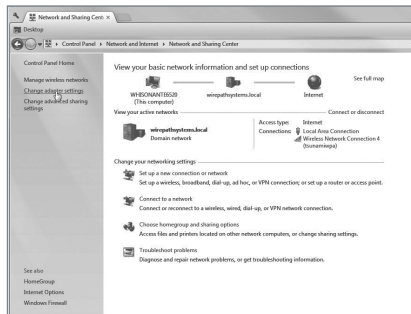 Network and Sharing Cent
Desktop
Control Panel
Network and Internet
Network and Sharing Center
Control Panel Home
Manage wireless networks
Change adapter settings
Change advanced sharing
settings
View your basic network information and set up connections
See full map
WHISONANTE6520
(This computer)
wirepathsystems.local
Internet
View your active networks
Connect or disconnect
wirepathsystems.local
Domain network
Access type: Internet
Connections: Local Area Connection
Wireless Network Connection 4
(tsunamiwpa)
Change your networking settings
Set up a new connection or network
Set up a wireless, broadband, dial-up, ad hoc, or VPN connection; or set up a router or access point.
Connect to a network
Connect or reconnect to a wireless, wired, dial-up, or VPN network connection.
Choose homegroup and sharing options
Access files and printers located on other network computers, or change sharing settings.
Troubleshoot problems
Diagnose and repair network problems, or get troubleshooting information.
See also
HomeGroup
Internet Options
Windows Firewall